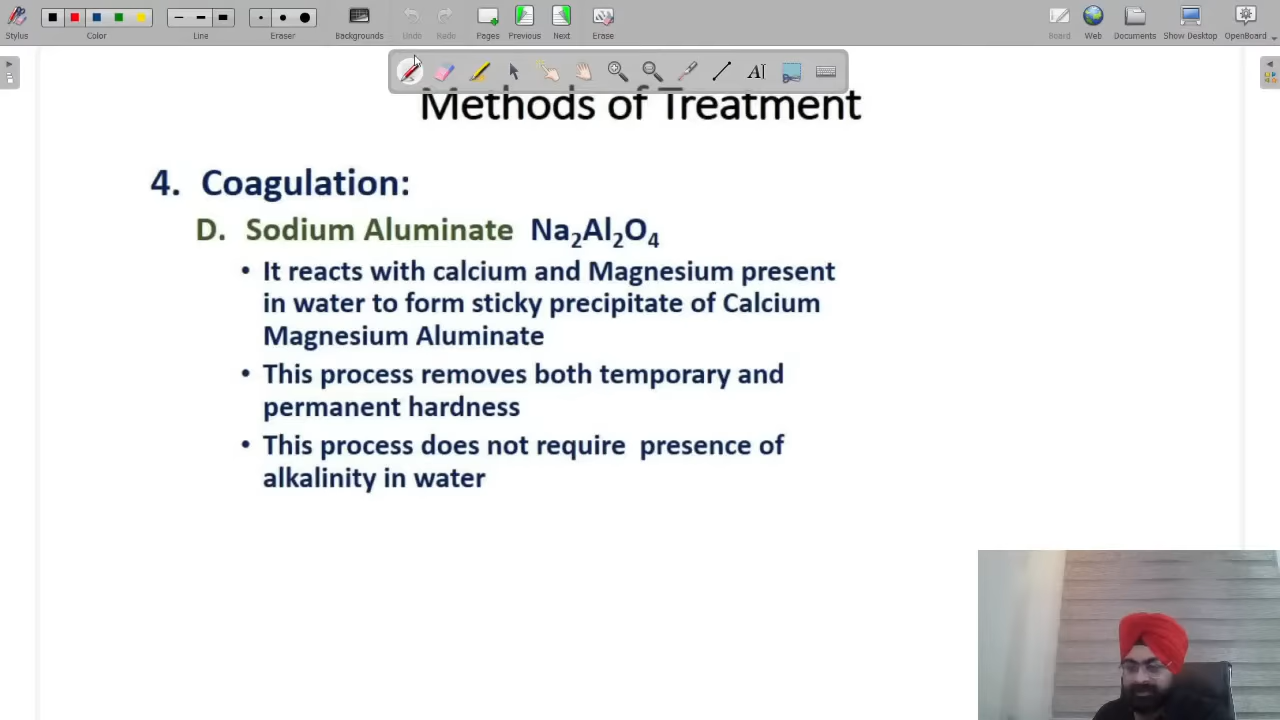 Stylus Color Line Eraser Backgrounds Undo Redo Pages Previous Next Erase Board Web Documents Show Desktop OpenBoard
Methods of Treatment
4. Coagulation:
D. Sodium Aluminate Na₂Al₂O₄
• It reacts with calcium and Magnesium present
in water to form sticky precipitate of Calcium
Magnesium Aluminate
• This process removes both temporary and
permanent hardness
• This process does not require presence of
alkalinity in water